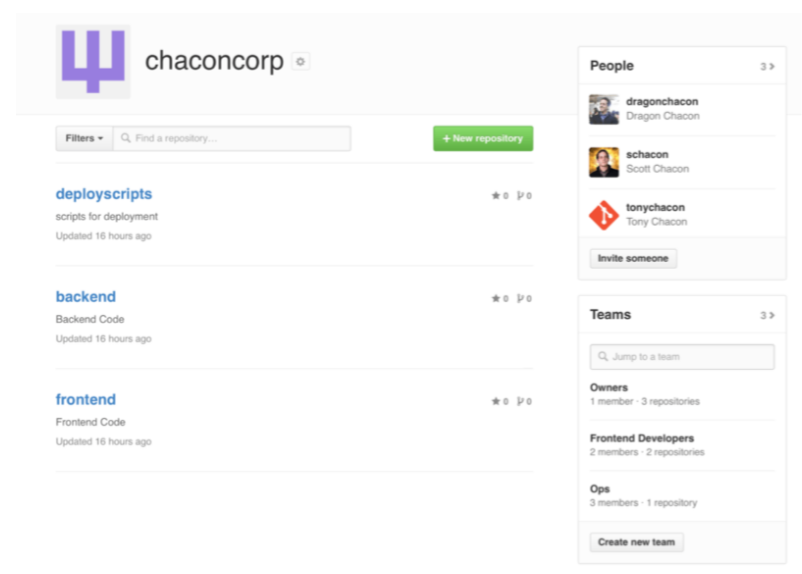 chaconcorp
Filters
Find a repository...
+ New repository
deployscripts
0 0
scripts for deployment
Updated 16 hours ago
backend
0 0
Backend Code
Updated 16 hours ago
frontend
0 0
Frontend Code
Updated 16 hours ago
People 3
dragonchacon
Dragon Chacon
schacon
Scott Chacon
tonychacon
Tony Chacon
Invite someone
Teams 3
Jump to a team
Owners
1 member · 3 repositories
Frontend Developers
2 members · 2 repositories
Ops
3 members · 1 repository
Create new team